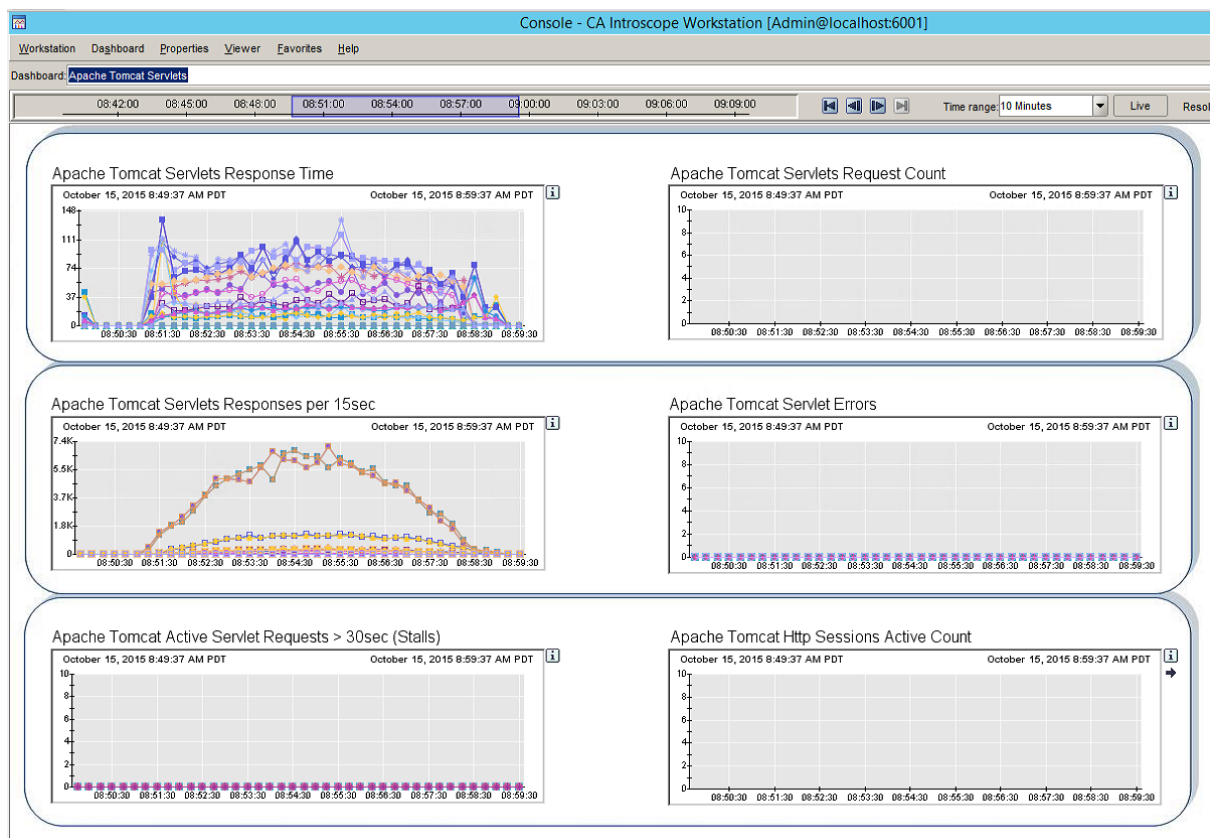 Console - CA Introscope Workstation [Admin@localhost:6001]
Workstation Dashboard Properties Viewer Favorites Help
Dashboard: Apache Tomcat Servlets
08:42:00 08:45:00 08:48:00 08:51:00 08:54:00 08:57:00 09:00:00 09:03:00 09:06:00 09:09:00 Time range: 10 Minutes Live Resol
Apache Tomcat Servlets Response Time
October 15, 2015 8:49:37 AM PDT October 15, 2015 8:59:37 AM PDT
148
111
74
37
0
08:50:30 08:51:30 08:52:30 08:53:30 08:54:30 08:55:30 08:56:30 08:57:30 08:58:30 08:59:30
Apache Tomcat Servlets Request Count
October 15, 2015 8:49:37 AM PDT October 15, 2015 8:59:37 AM PDT
10
8
6
4
2
0
08:50:30 08:51:30 08:52:30 08:53:30 08:54:30 08:55:30 08:56:30 08:57:30 08:58:30 08:59:30
Apache Tomcat Servlets Responses per 15sec
October 15, 2015 8:49:37 AM PDT October 15, 2015 8:59:37 AM PDT
7.4K
5.5K
3.7K
1.8K
0
08:50:30 08:51:30 08:52:30 08:53:30 08:54:30 08:55:30 08:56:30 08:57:30 08:58:30 08:59:30
Apache Tomcat Servlet Errors
October 15, 2015 8:49:37 AM PDT October 15, 2015 8:59:37 AM PDT
10
8
6
4
2
0
08:50:30 08:51:30 08:52:30 08:53:30 08:54:30 08:55:30 08:56:30 08:57:30 08:58:30 08:59:30
Apache Tomcat Active Servlet Requests > 30sec (Stalls)
October 15, 2015 8:49:37 AM PDT October 15, 2015 8:59:37 AM PDT
10
8
6
4
2
0
08:50:30 08:51:30 08:52:30 08:53:30 08:54:30 08:55:30 08:56:30 08:57:30 08:58:30 08:59:30
Apache Tomcat Http Sessions Active Count
October 15, 2015 8:49:37 AM PDT October 15, 2015 8:59:37 AM PDT
10
8
6
4
2
0
08:50:30 08:51:30 08:52:30 08:53:30 08:54:30 08:55:30 08:56:30 08:57:30 08:58:30 08:59:30